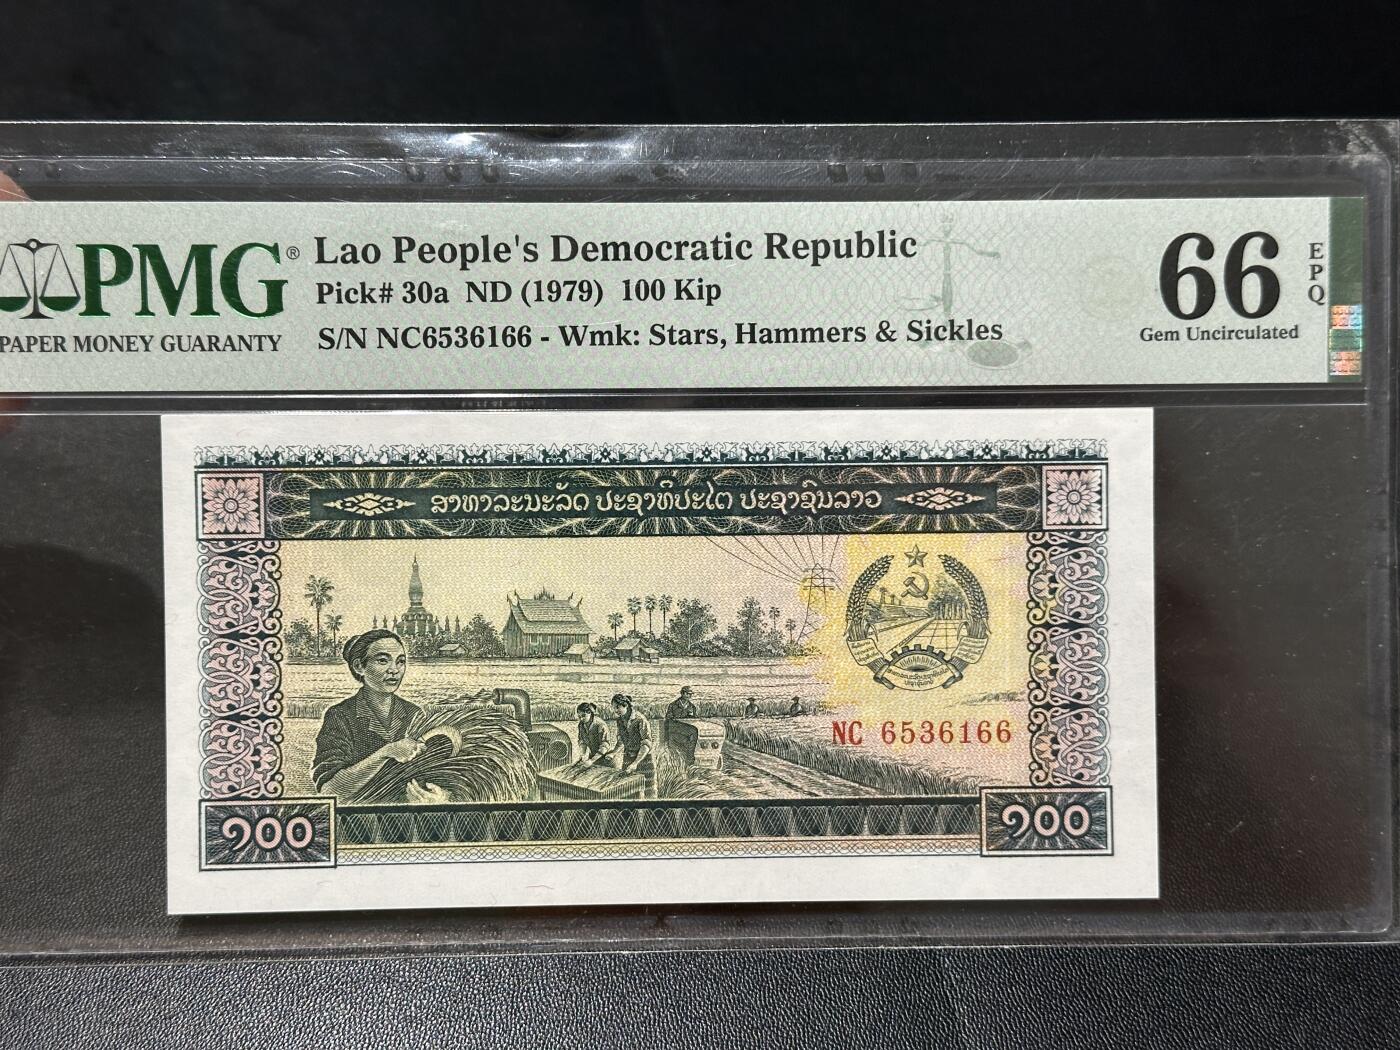 PMG®
PAPER MONEY GUARANTY
Lao People's Democratic Republic
Pick# 30a ND (1979) 100 Kip
S/N NC6536166 - Wmk: Stars, Hammers & Sickles
66 EPQ
Gem Uncirculated
ສາທາລະນະລັດ ປະຊາທິປະໄຕ ປະຊາຊົນລາວ
NC 6536166
໑໐໐
໑໐໐